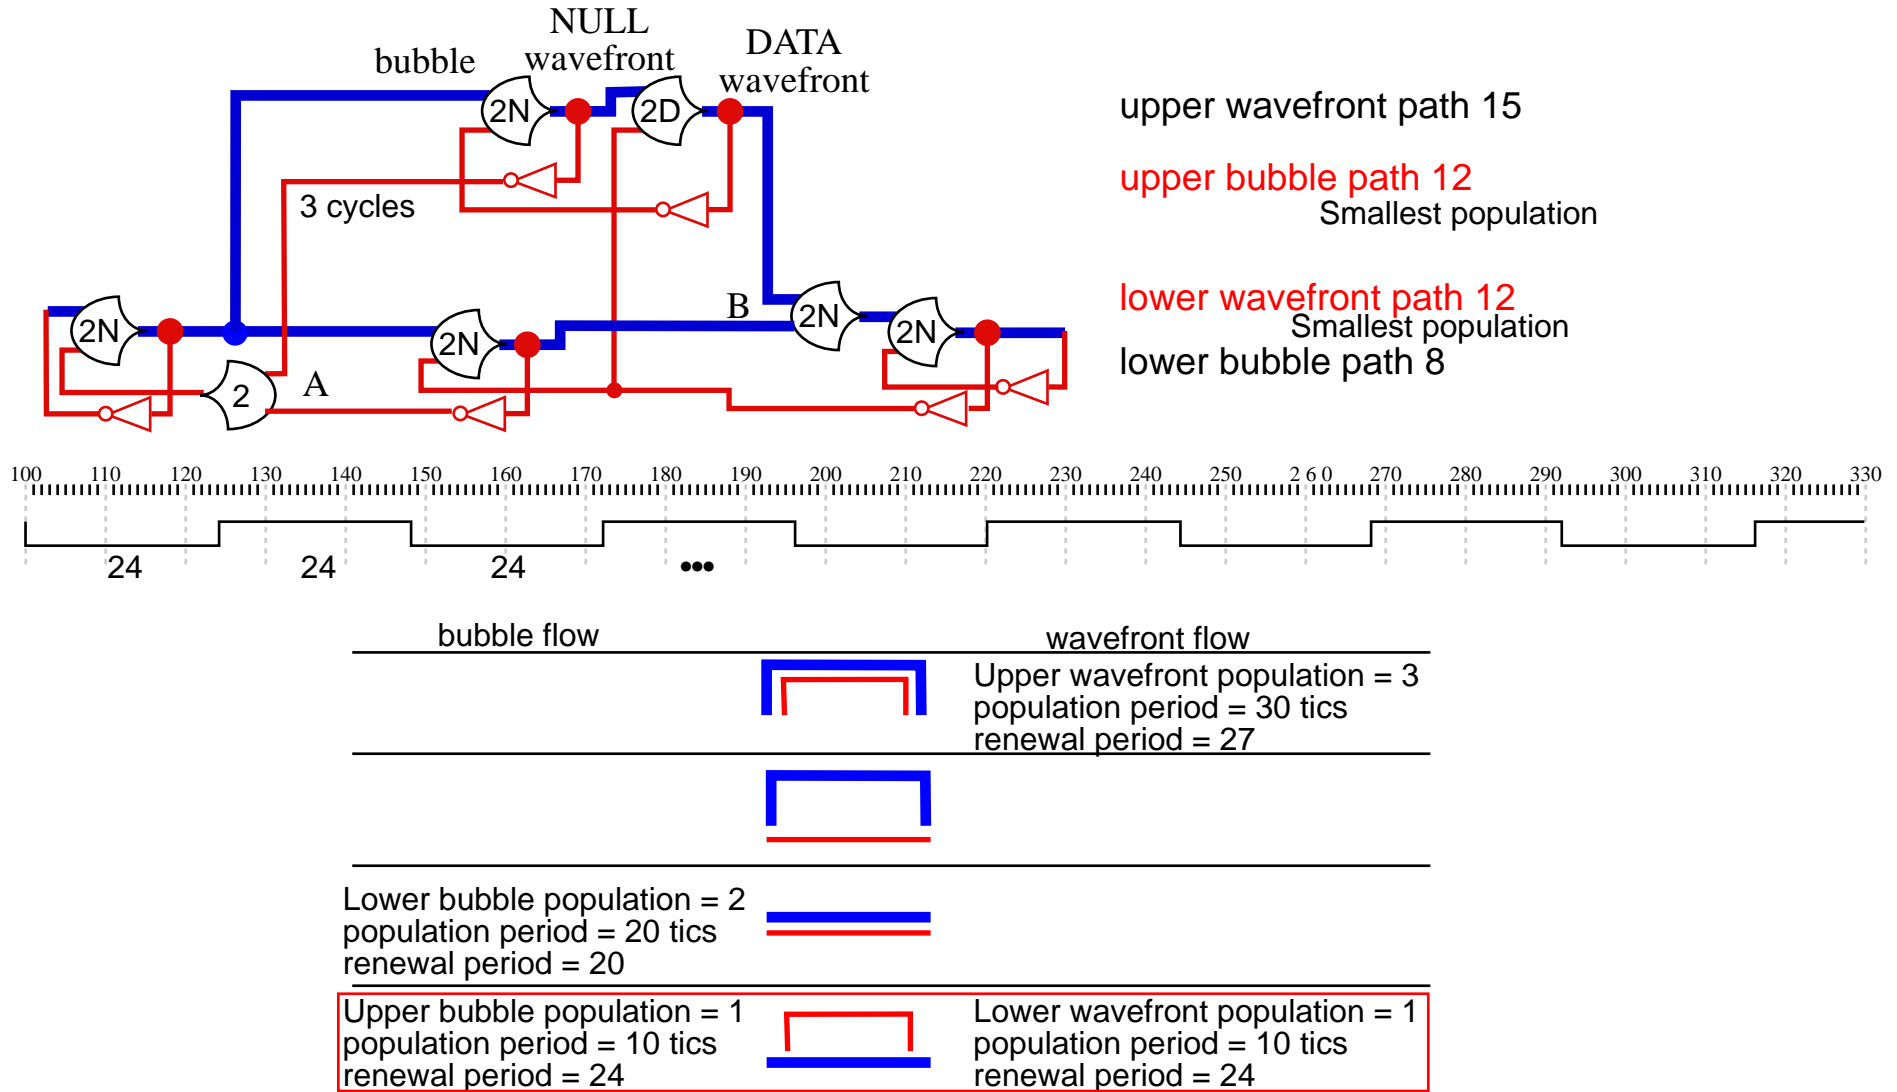 NULL
wavefront
DATA
wavefront
bubble
2N
2D
3 cycles
upper wavefront path 15
upper bubble path 12
Smallest population
lower wavefront path 12
Smallest population
lower bubble path 8
2N
2N
B
2N
2N
2
A
100 110 120 130 140 150 160 170 180 190 200 210 220 230 240 250 2 6 0 270 280 290 300 310 320 330
24 24 24 •••
bubble flow
wavefront flow
Upper wavefront population = 3
population period = 30 tics
renewal period = 27
Lower bubble population = 2
population period = 20 tics
renewal period = 20
Upper bubble population = 1
population period = 10 tics
renewal period = 24
Lower wavefront population = 1
population period = 10 tics
renewal period = 24